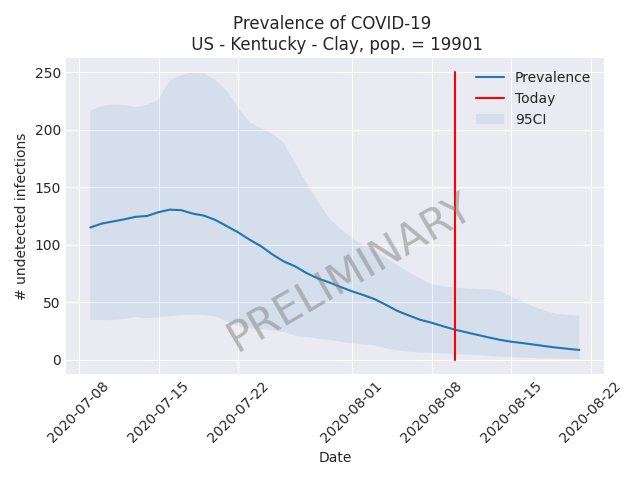 Prevalence of COVID-19
US - Kentucky - Clay, pop. = 19901
250
200
150
100
50
0
# undetected infections
Prevalence
Today
95CI
PRELIMINARY
2020-07-08
2020-07-15
2020-07-22
2020-08-01
2020-08-08
2020-08-15
2020-08-22
Date